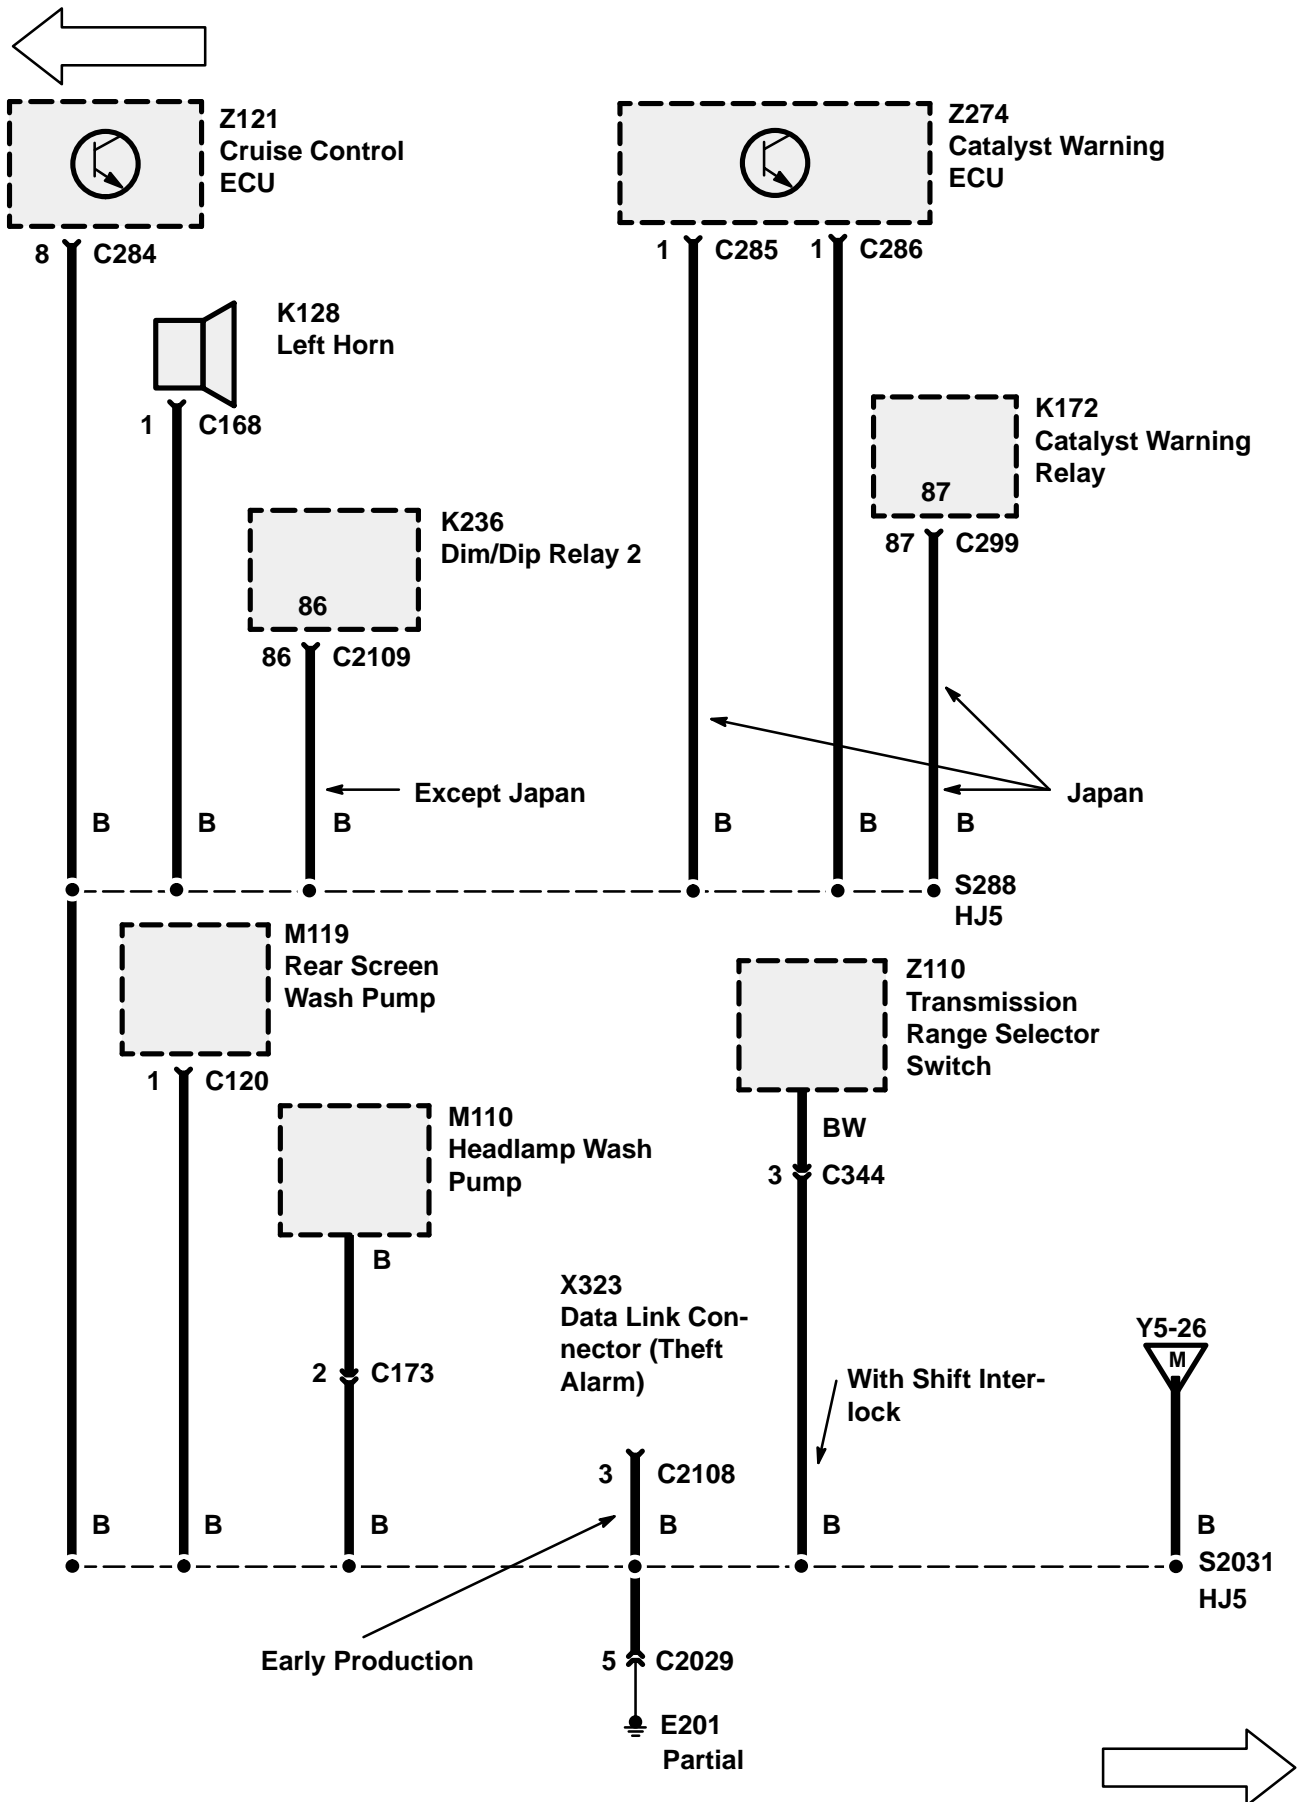 Z121
Cruise Control
ECU
8 C284
Z274
Catalyst Warning
ECU
1 C285
1 C286
K128
Left Horn
1 C168
K172
Catalyst Warning
Relay
87
87 C299
K236
Dim/Dip Relay 2
86
86 C2109
Except Japan
Japan
B B B B B B
S288
HJ5
M119
Rear Screen
Wash Pump
1 C120
Z110
Transmission
Range Selector
Switch
BW
3 C344
M110
Headlamp Wash
Pump
B
2 C173
X323
Data Link Con-
nector (Theft
Alarm)
3 C2108
With Shift Inter-
lock
Y5-26
M
B B B B B B
S2031
HJ5
Early Production
5 C2029
E201
Partial